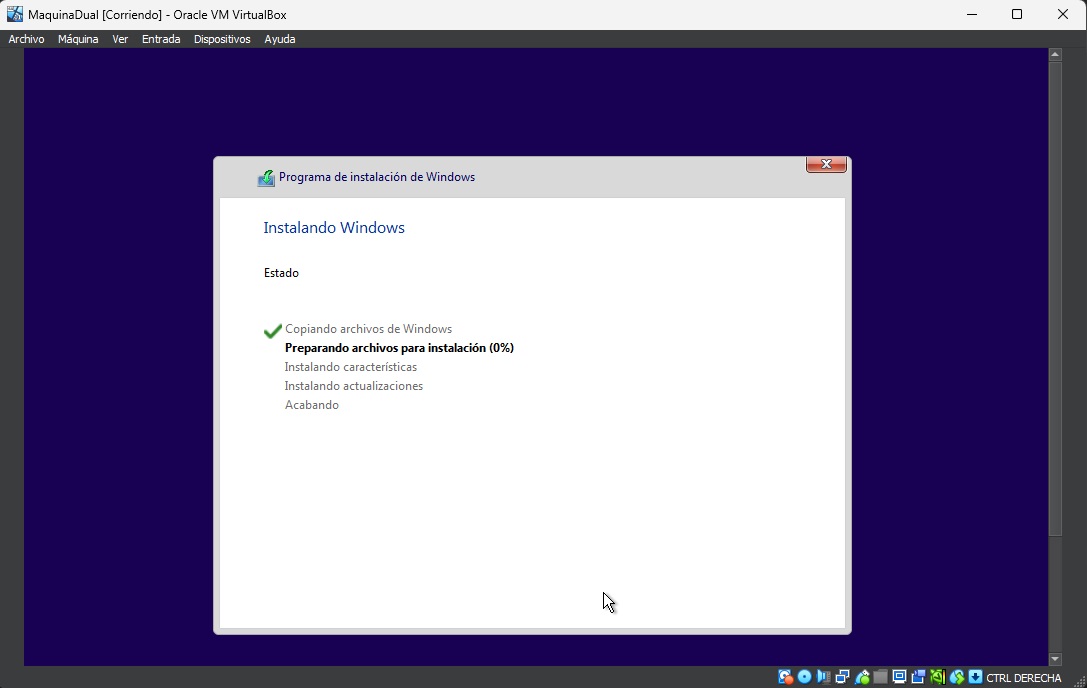 MaquinaDual [Corriendo] - Oracle VM VirtualBox
Archivo Máquina Ver Entrada Dispositivos Ayuda
Programa de instalación de Windows
Instalando Windows
Estado
Copiando archivos de Windows
Preparando archivos para instalación (0%)
Instalando características
Instalando actualizaciones
Acabando
CTRL DERECHA